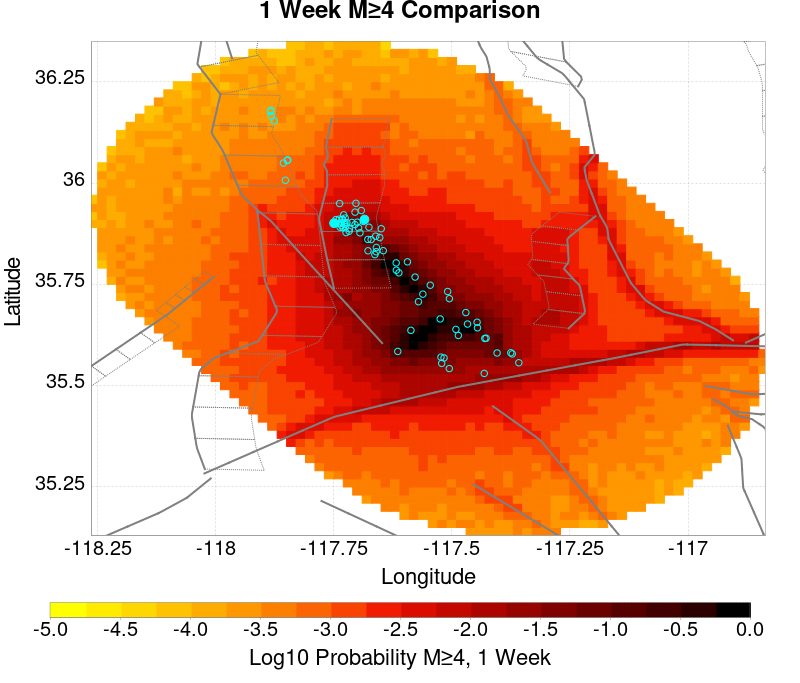 1 Week M≥4 Comparison
36.25
36
35.75
35.5
35.25
Latitude
-118.25 -118 -117.75 -117.5 -117.25 -117
Longitude
-5.0 -4.5 -4.0 -3.5 -3.0 -2.5 -2.0 -1.5 -1.0 -0.5 0.0
Log10 Probability M≥4, 1 Week